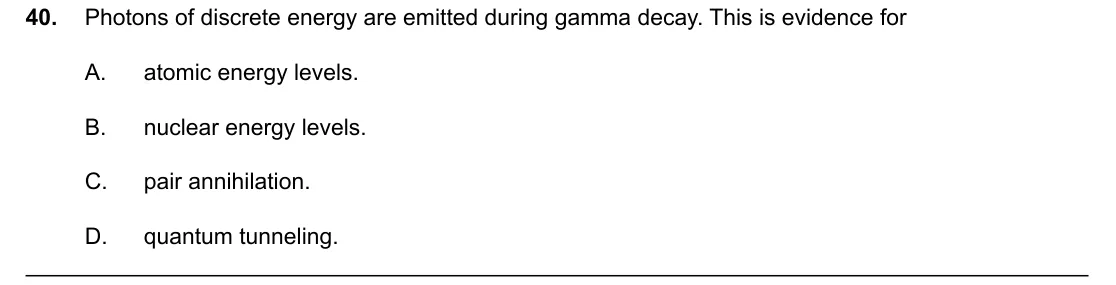 40. Photons of discrete energy are emitted during gamma decay. This is evidence for
A. atomic energy levels.
B. nuclear energy levels.
C. pair annihilation.
D. quantum tunneling.